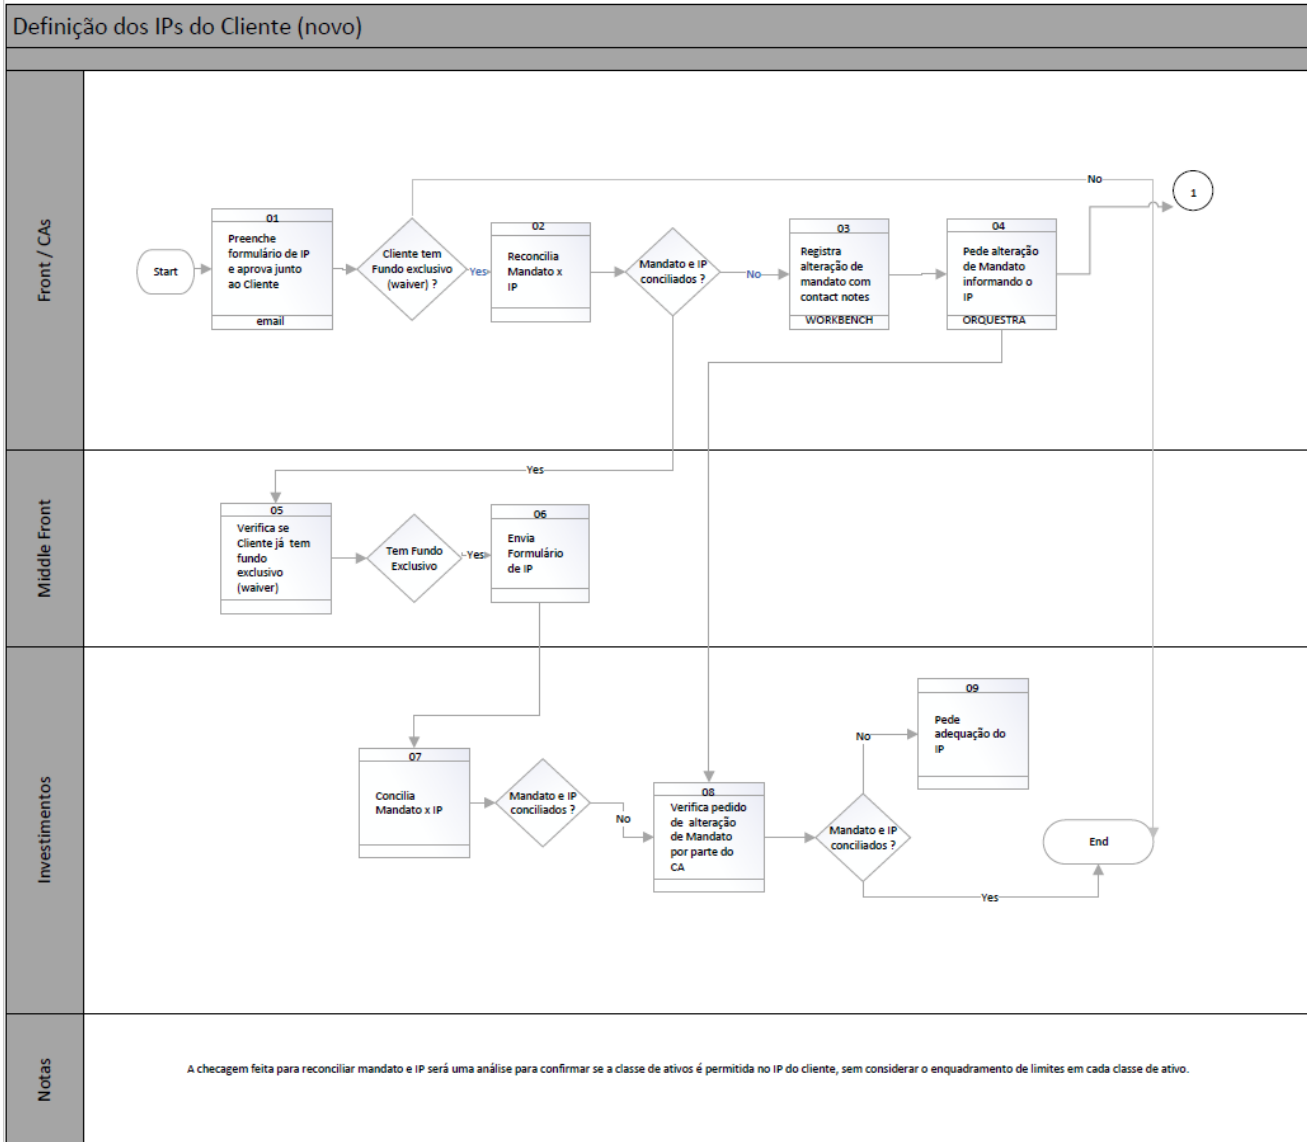 Definição dos IPs do Cliente (novo)
Front / CAs
Start
01
Preenche
formulário de IP
e aprova junto
ao Cliente
email
Cliente tem
Fundo exclusivo
(waiver) ?
Yes
No
02
Reconcilia
Mandato x
IP
Mandato e IP
conciliados ?
No
03
Registra
alteração de
mandato com
contact notes
WORKBENCH
04
Pede alteração
de Mandato
informando o
IP
ORQUESTRA
1
Yes
Middle Front
05
Verifica se
Cliente já tem
fundo
exclusivo
(waiver)
Tem Fundo
Exclusivo
Yes
06
Envia
Formulário
de IP
Investimentos
07
Concilia
Mandato x IP
Mandato e IP
conciliados ?
No
08
Verifica pedido
de alteração
de Mandato
por parte do
CA
Mandato e IP
conciliados ?
No
09
Pede
adequação do
IP
Yes
End
Notas
A checagem feita para reconciliar mandato e IP será uma análise para confirmar se a classe de ativos é permitida no IP do cliente, sem considerar o enquadramento de limites em cada classe de ativo.